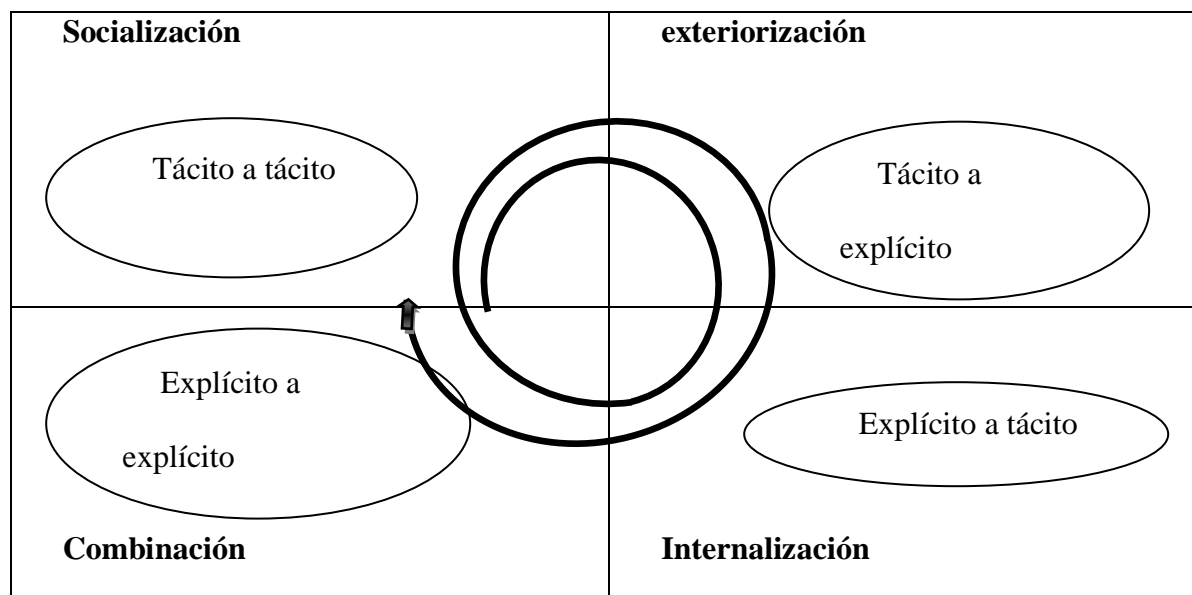 Socialización
exteriorización
Tácito a tácito
Tácito a
explícito
Explícito a
explícito
Explícito a tácito
Combinación
Internalización